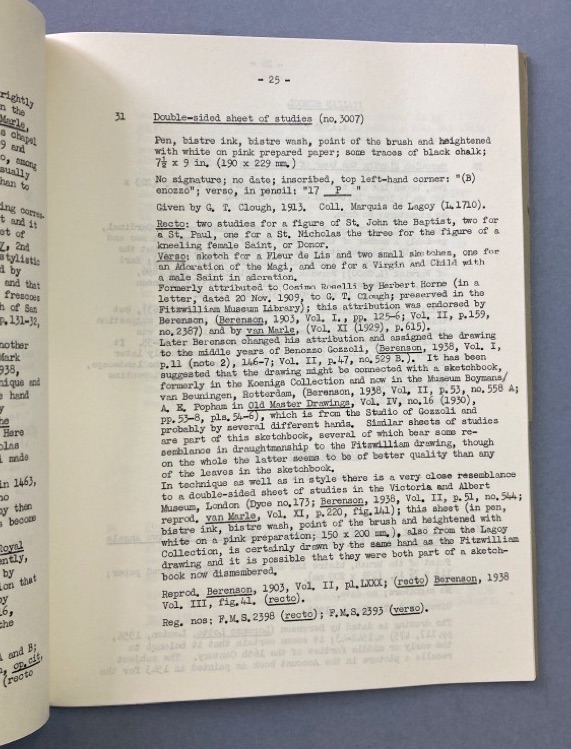 - 25 -
31 Double-sided sheet of studies (no.3007)
Pen, bistre ink, bistre wash, point of the brush and heightened
with white on pink prepared paper; some traces of black chalk;
7½ x 9 in. (190 x 229 mm.)
No signature; no date; inscribed, top left-hand corner: "(B)
enozzo"; verso, in pencil: "17 P "
Given by G. T. Clough, 1913. Coll. Marquis de Lagoy (L.1710).
Recto: two studies for a figure of St. John the Baptist, two for
a St. Paul, one for a St. Nicholas the three for the figure of a
kneeling female Saint, or Donor.
Verso: sketch for a Fleur de Lis and two small sketches, one for
an Adoration of the Magi, and one for a Virgin and Child with
a male Saint in adoration.
Formerly attributed to Cosimo Roselli by Herbert Horne (in a
letter, dated 20 Nov. 1909, to G. T. Clough; preserved in the
Fitzwilliam Museum Library); this attribution was endorsed by
Berenson, (Berenson, 1903, Vol. I., pp. 125-6; Vol. II, p.159,
no.2387) and by van Marle, (Vol. XI (1929), p.615).
Later Berenson changed his attribution and assigned the drawing
to the middle years of Benozzo Gozzoli, (Berenson, 1938, Vol. I,
p.11 (note 2), 146-7; Vol. II, p.47, no.529 B.). It has been
suggested that the drawing might be connected with a sketchbook,
formerly in the Koenigs Collection and now in the Museum Boymans/
van Beuningen, Rotterdam, (Berenson, 1938, Vol. II, p.53, no.558 A;
A. E. Popham in Old Master Drawings, Vol. IV, no.16 (1930),
pp.53-8, pls.54-6), which is from the Studio of Gozzoli and
probably by several different hands. Similar sheets of studies
are part of this sketchbook, several of which bear some re-
semblance in draughtmanship to the Fitzwilliam drawing, though
on the whole the latter seems to be of better quality than any
of the leaves in the sketchbook.
In technique as well as in style there is a very close resemblance
to a double-sided sheet of studies in the Victoria and Albert
Museum, London (Dyce no.173; Berenson, 1938, Vol. II, p.51, no.544;
reprod. van Marle, Vol. XI, p.220, fig.141); this sheet (in pen,
bistre ink, bistre wash, point of the brush and heightened with
white on a pink preparation; 150 x 200 mm.), also from the Lagoy
Collection, is certainly drawn by the same hand as the Fitzwilliam
drawing and it is possible that they were both part of a sketch-
book now dismembered.
Reprod. Berenson, 1903, Vol. II, pl.LXXX; (recto) Berenson, 1938
Vol. III, fig.41. (recto).
Reg. nos; F.M.S.2398 (recto); F.M.S.2393 (verso).